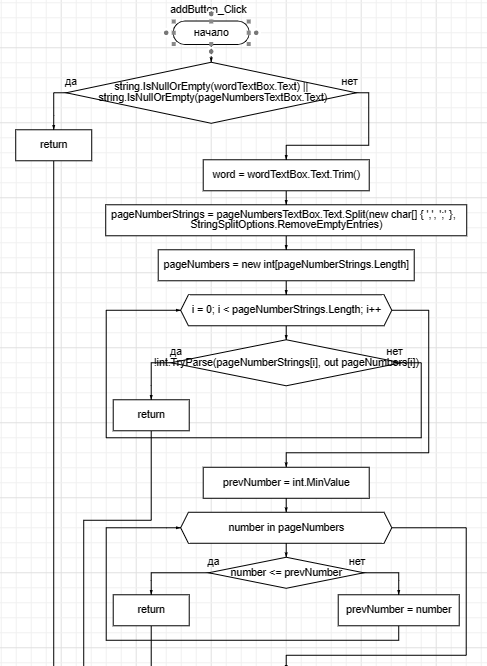 addButton_Click
начало
да
нет
string.IsNullOrEmpty(wordTextBox.Text) ||
string.IsNullOrEmpty(pageNumbersTextBox.Text)
return
word = wordTextBox.Text.Trim()
pageNumberStrings = pageNumbersTextBox.Text.Split(new char[] { ',', ';' },
StringSplitOptions.RemoveEmptyEntries)
pageNumbers = new int[pageNumberStrings.Length]
i = 0; i < pageNumberStrings.Length; i++
да
нет
!int.TryParse(pageNumberStrings[i], out pageNumbers[i])
return
prevNumber = int.MinValue
number in pageNumbers
да
нет
number <= prevNumber
return
prevNumber = number